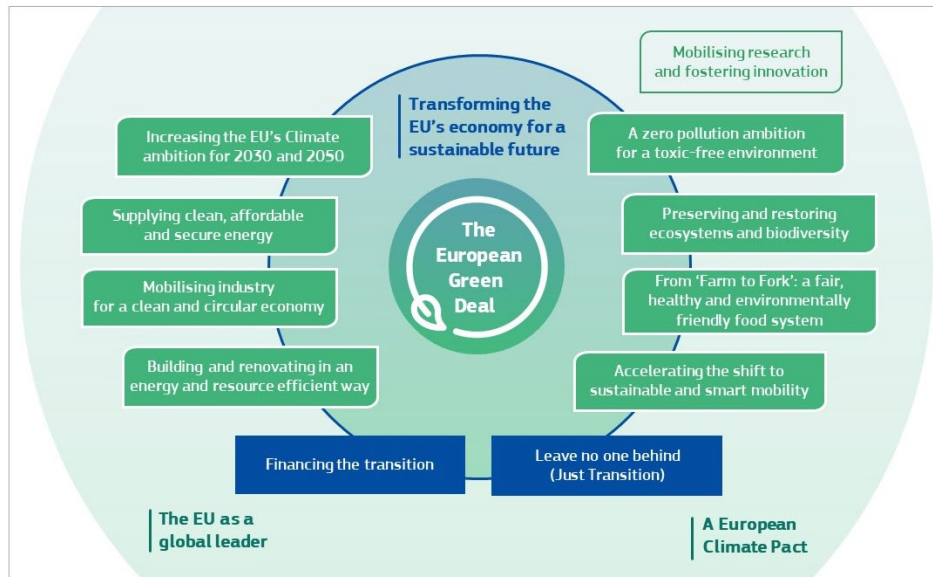 Mobilising research
and fostering innovation
Transforming the
EU's economy for a
sustainable future
Increasing the EU's Climate
ambition for 2030 and 2050
A zero pollution ambition
for a toxic-free environment
Supplying clean, affordable
and secure energy
Preserving and restoring
ecosystems and biodiversity
The
European
Green
Deal
Mobilising industry
for a clean and circular economy
From ‘Farm to Fork’: a fair,
healthy and environmentally
friendly food system
Building and renovating in an
energy and resource efficient way
Accelerating the shift to
sustainable and smart mobility
Financing the transition
Leave no one behind
(Just Transition)
The EU as a
global leader
A European
Climate Pact